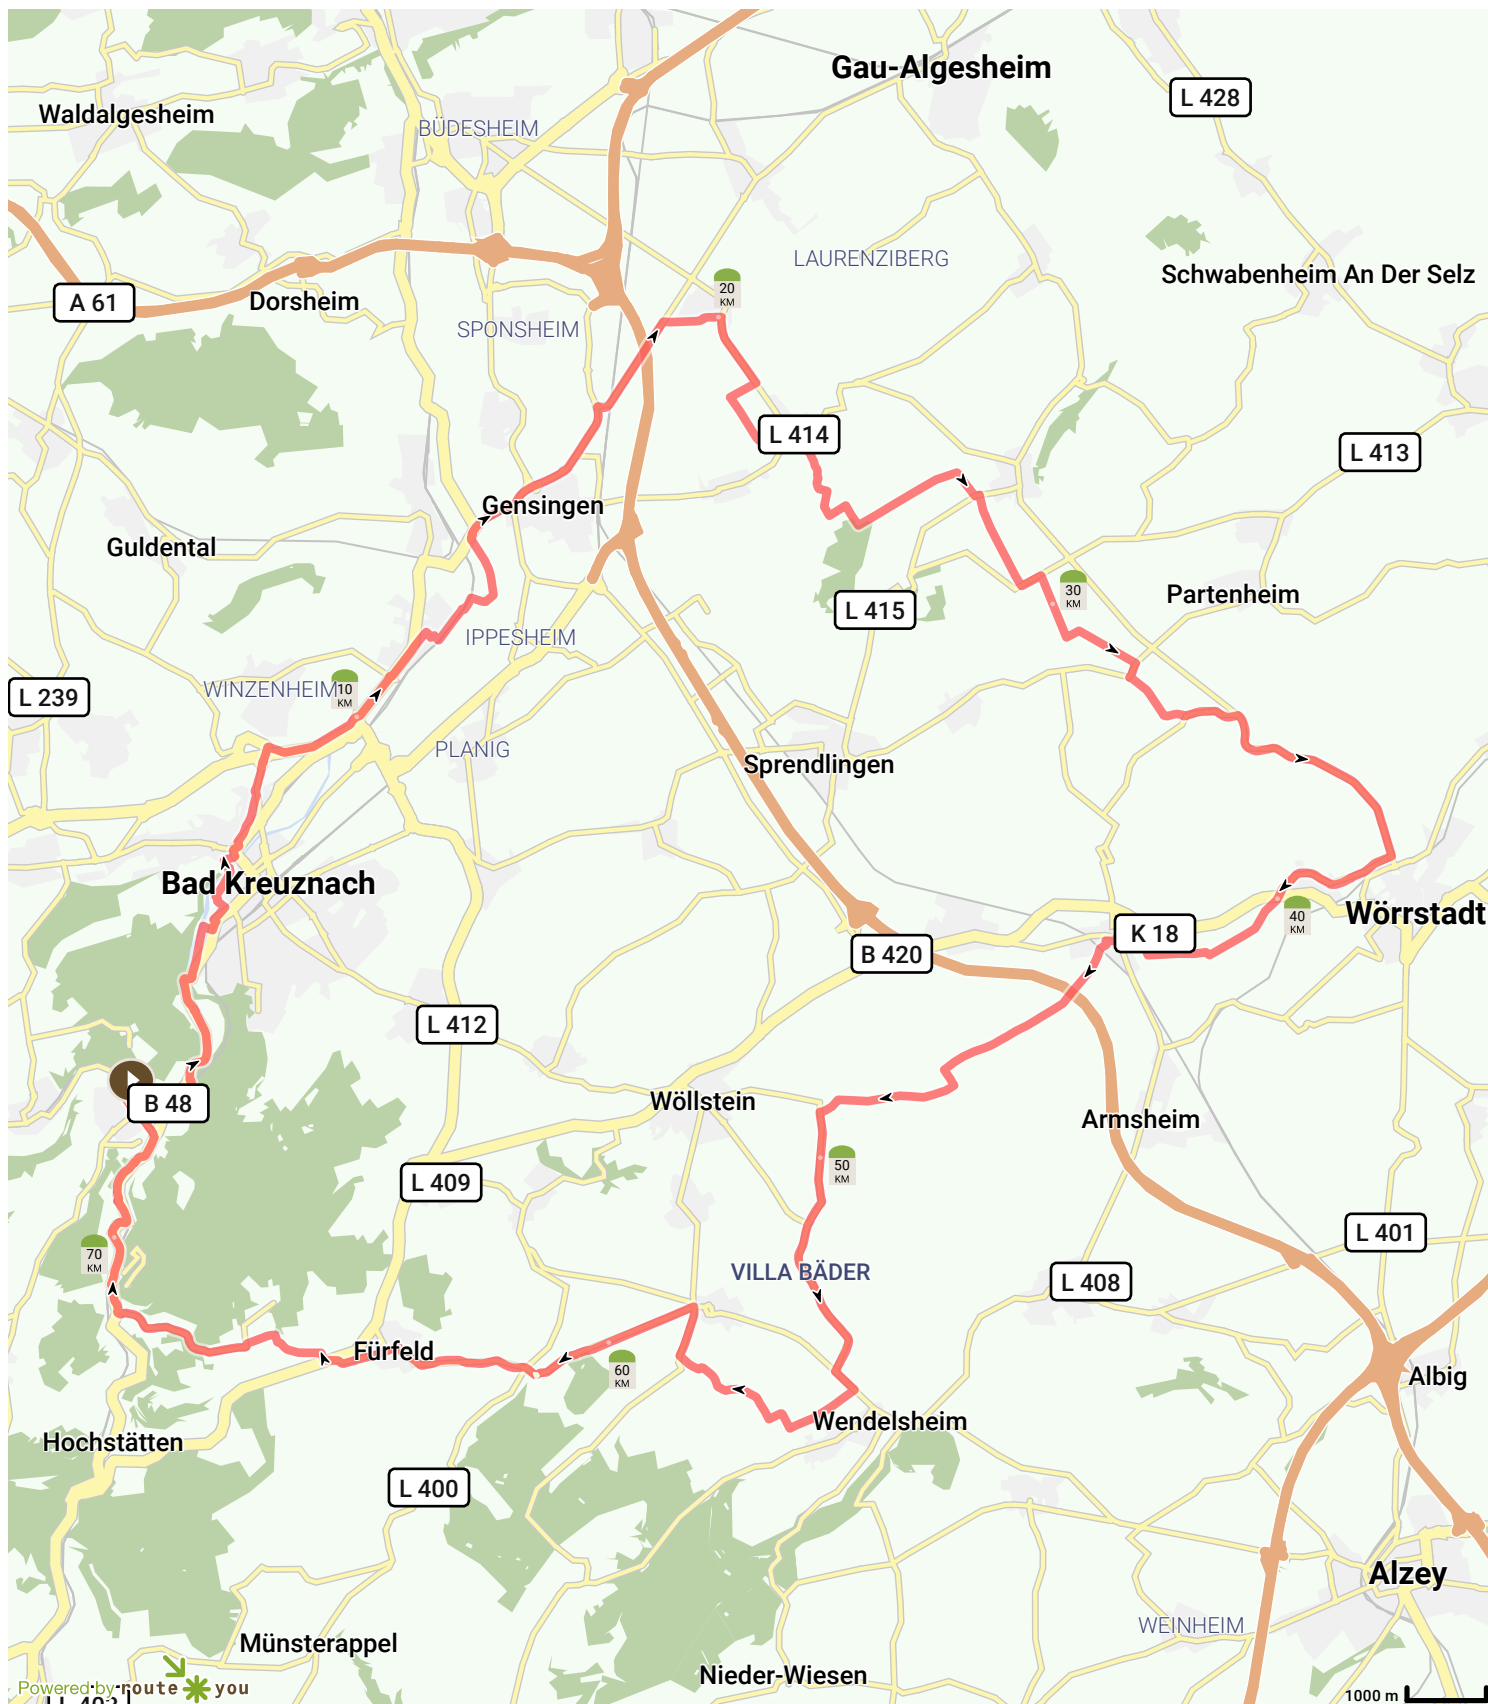 Gau-Algesheim
L 428
Waldalgesheim
BÜDESHEIM
LAURENZIBERG
Schwabenheim An Der Selz
A 61
Dorsheim
20
KM
SPONSHEIM
L 414
L 413
Gensingen
Guldental
L 415
30
KM
Partenheim
IPPESHEIM
L 239
WINZENHEIM
10
KM
PLANIG
Sprendlingen
Bad Kreuznach
40
KM
Wörrstadt
K 18
B 420
L 412
B 48
Wöllstein
Armsheim
50
KM
L 409
L 401
70
KM
VILLA BÄDER
L 408
Fürfeld
60
KM
Albig
Wendelsheim
Hochstätten
L 400
Alzey
WEINHEIM
Münsterappel
Nieder-Wiesen
Powered by route you
1000 m